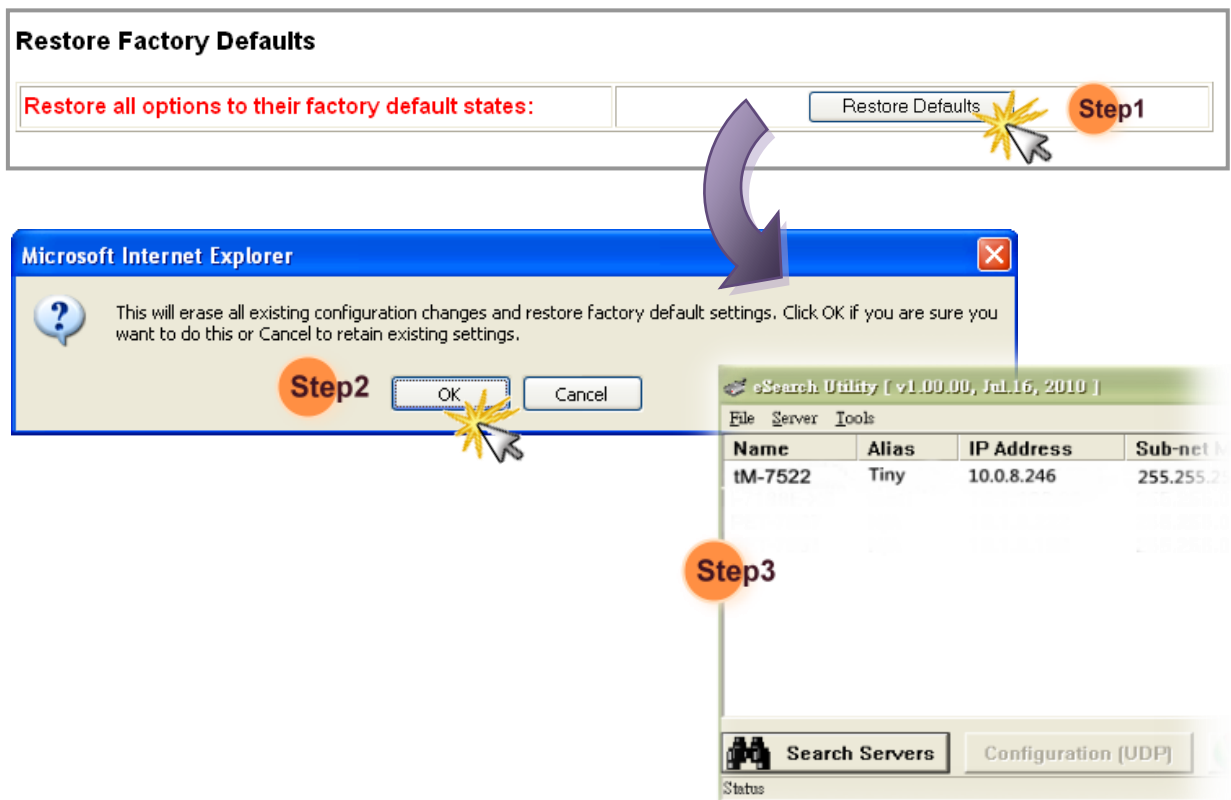 Restore Factory Defaults
Restore all options to their factory default states:
Restore Defaults
Step1
Microsoft Internet Explorer
This will erase all existing configuration changes and restore factory default settings. Click OK if you are sure you
want to do this or Cancel to retain existing settings.
Step2
OK
Cancel
eSearch Utility [ v1.00.00, Jul.16, 2010 ]
File Server Tools
Name Alias IP Address Sub-net
tM-7522 Tiny 10.0.8.246 255.255.
Step3
Search Servers
Configuration (UDP)
Status